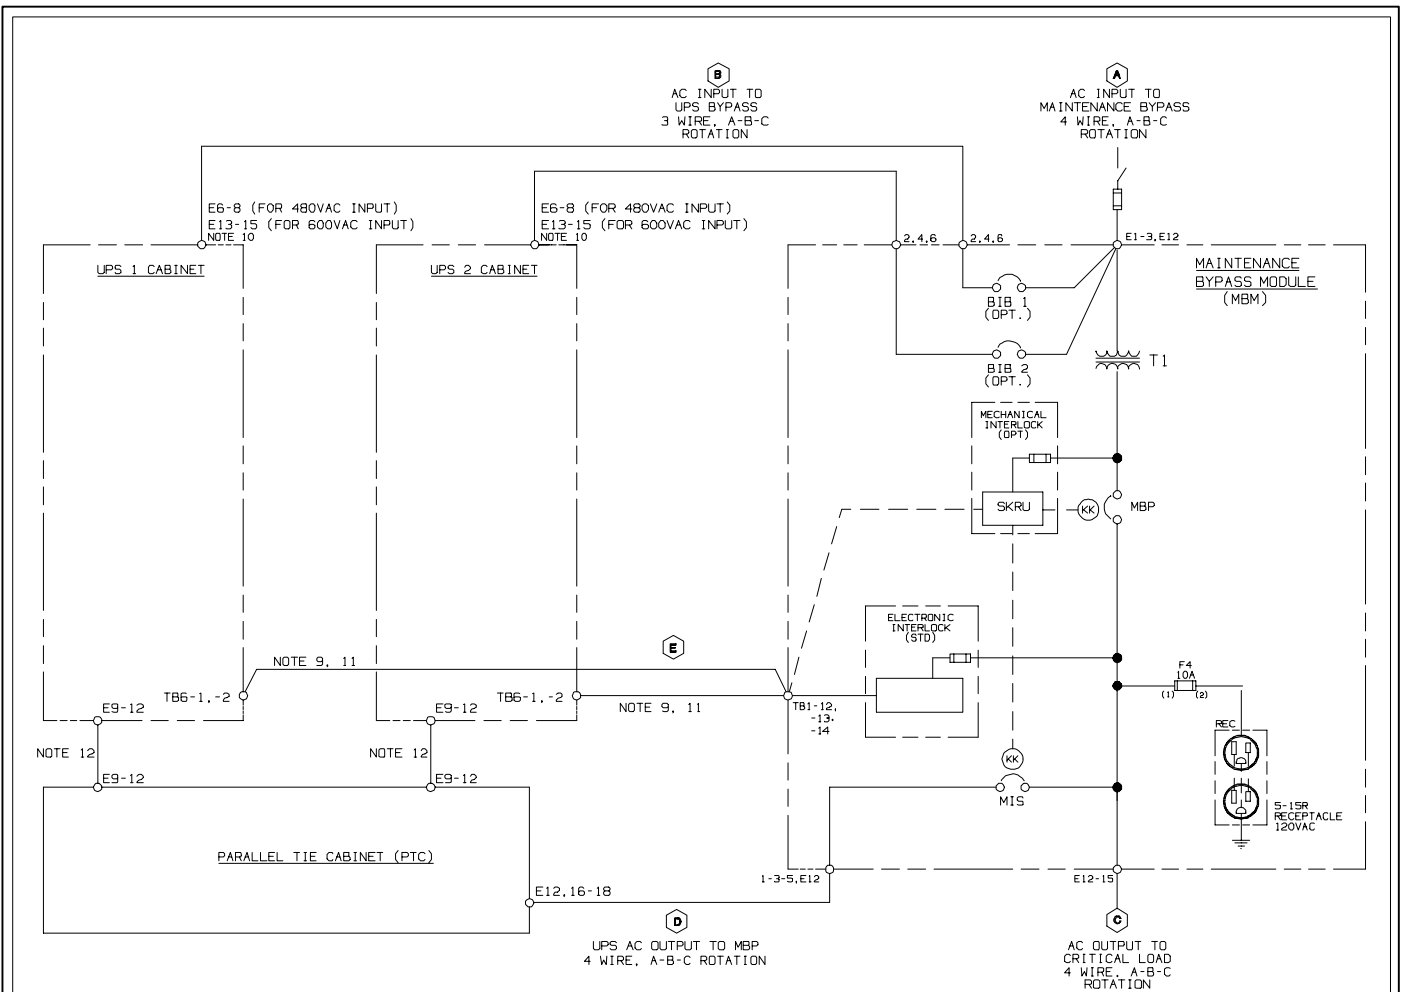 B
AC INPUT TO
UPS BYPASS
3 WIRE, A-B-C
ROTATION
A
AC INPUT TO
MAINTENANCE BYPASS
4 WIRE, A-B-C
ROTATION
E6-8 (FOR 480VAC INPUT)
E13-15 (FOR 600VAC INPUT)
NOTE 10
E6-8 (FOR 480VAC INPUT)
E13-15 (FOR 600VAC INPUT)
NOTE 10
2,4,6
2,4,6
E1-3,E12
UPS 1 CABINET
UPS 2 CABINET
MAINTENANCE
BYPASS MODULE
(MBM)
BIB 1
(OPT.)
BIB 2
(OPT.)
T1
MECHANICAL
INTERLOCK
(OPT)
SKRU
KK
MBP
ELECTRONIC
INTERLOCK
(STD)
E
NOTE 9, 11
TB6-1,-2
TB6-1,-2
NOTE 9, 11
TB1-12,
-13,
-14
F4
10A
(1)
(2)
REC
5-15R
RECEPTACLE
120VAC
E9-12
E9-12
NOTE 12
NOTE 12
E9-12
E9-12
KK
MIS
PARALLEL TIE CABINET (PTC)
1-3-5,E12
E12-15
E12,16-18
D
UPS AC OUTPUT TO MBP
4 WIRE, A-B-C ROTATION
C
AC OUTPUT TO
CRITICAL LOAD
4 WIRE, A-B-C
ROTATION